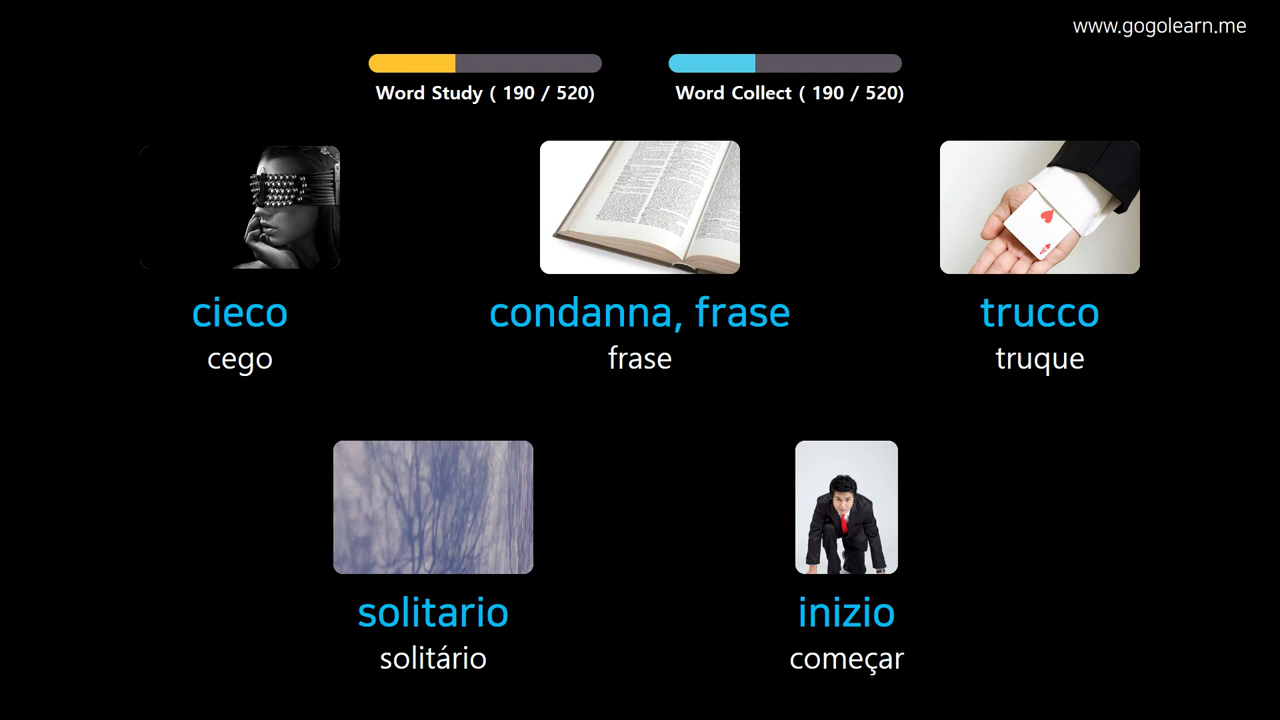 www.gogolearn.me
Word Study ( 190 / 520)
Word Collect ( 190 / 520)
cieco
cego
condanna, frase
frase
trucco
truque
solitario
solitário
inizio
começar